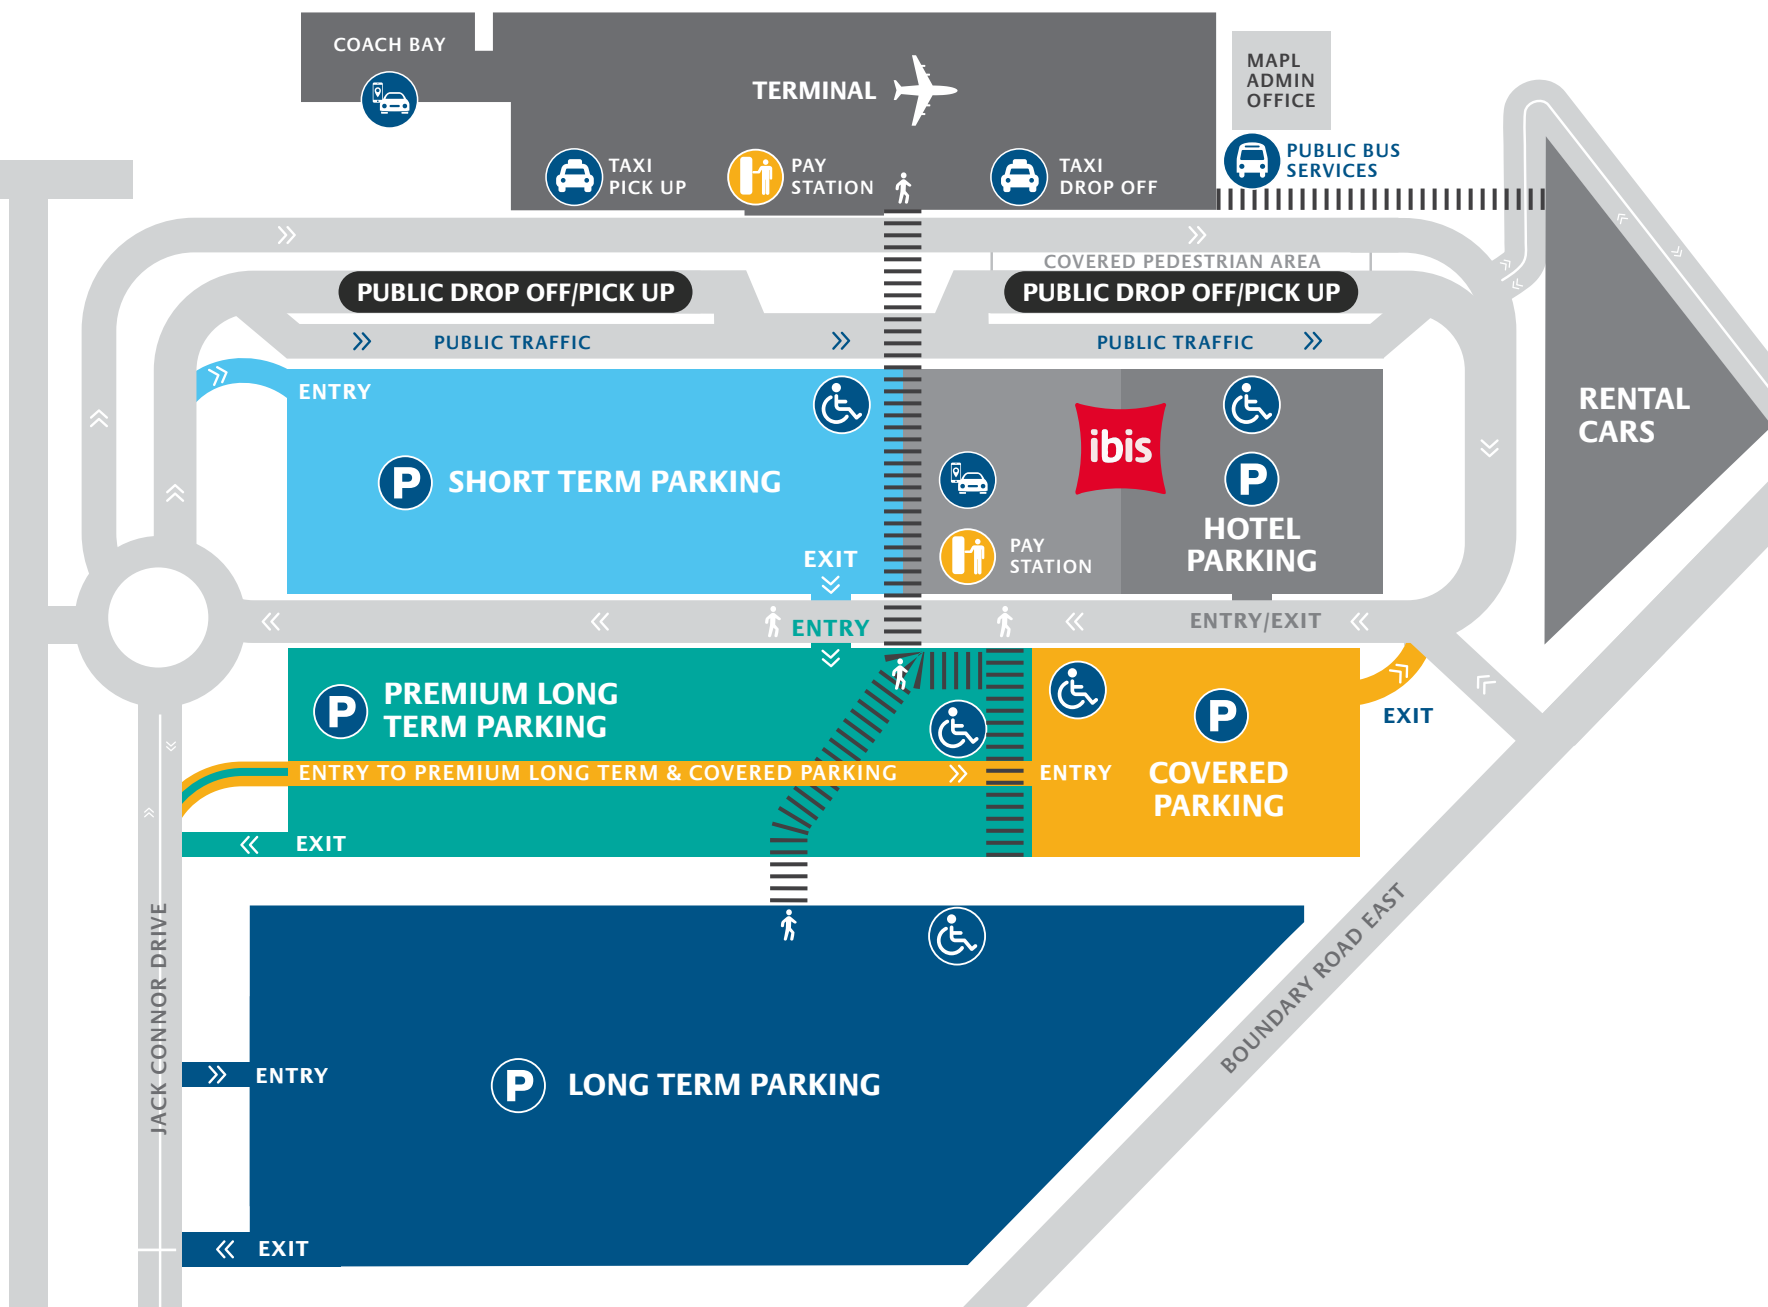 COACH BAY
TERMINAL
MAPL
ADMIN
OFFICE
TAXI
PICK UP
PAY
STATION
TAXI
DROP OFF
PUBLIC BUS
SERVICES
COVERED PEDESTRIAN AREA
PUBLIC DROP OFF/PICK UP
PUBLIC DROP OFF/PICK UP
PUBLIC TRAFFIC
PUBLIC TRAFFIC
ENTRY
P
SHORT TERM PARKING
EXIT
ibis
PAY
STATION
P
HOTEL
PARKING
RENTAL
CARS
ENTRY
ENTRY/EXIT
P
PREMIUM LONG
TERM PARKING
P
EXIT
ENTRY TO PREMIUM LONG TERM & COVERED PARKING
ENTRY
COVERED
PARKING
EXIT
JACK CONNOR DRIVE
BOUNDARY ROAD EAST
ENTRY
P
LONG TERM PARKING
EXIT